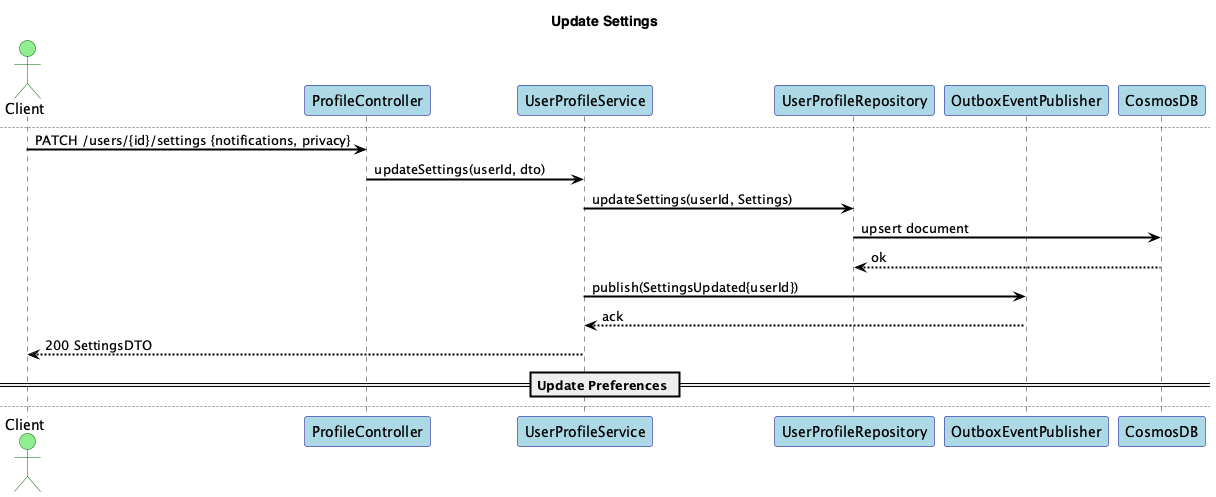 Update Settings
Client
ProfileController
UserProfileService
UserProfileRepository
OutboxEventPublisher
CosmosDB
PATCH /users/{id}/settings {notifications, privacy}
updateSettings(userId, dto)
updateSettings(userId, Settings)
upsert document
ok
publish(SettingsUpdated{userId})
ack
200 SettingsDTO
Update Preferences
Client
ProfileController
UserProfileService
UserProfileRepository
OutboxEventPublisher
CosmosDB